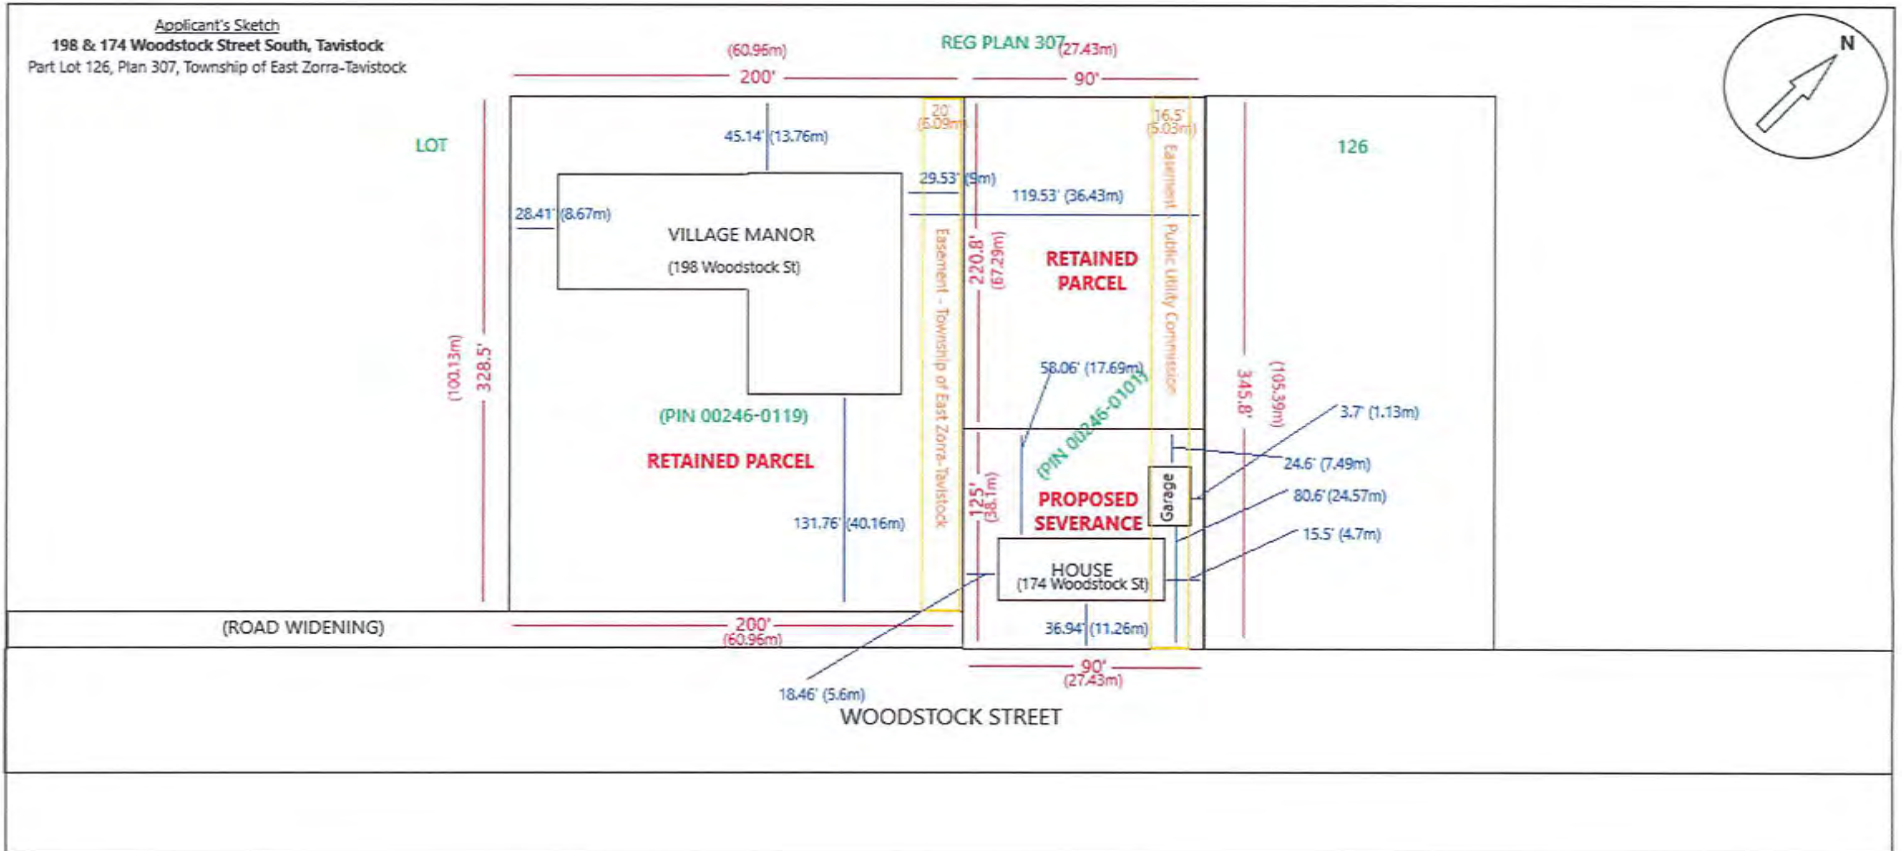 Applicant's Sketch
198 & 174 Woodstock Street South, Tavistock
Part Lot 126, Plan 307, Township of East Zorra-Tavistock
REG PLAN 307
(60.96m)
200'
(27.43m)
90'
N
LOT
126
45.14' (13.76m)
20'
(6.09m)
16.5'
(5.03m)
29.53' (9m)
119.53' (36.43m)
28.41' (8.67m)
VILLAGE MANOR
(198 Woodstock St)
Easement - Township of East Zorra-Tavistock
220.8'
(67.29m)
RETAINED
PARCEL
Easement - Public Utility Commission
(100.13m)
328.5'
345.8'
(105.39m)
58.06' (17.69m)
(PIN 00246-0101)
(PIN 00246-0119)
RETAINED PARCEL
3.7' (1.13m)
24.6' (7.49m)
80.6' (24.57m)
15.5' (4.7m)
125'
(38.1m)
PROPOSED
SEVERANCE
Garage
131.76' (40.16m)
HOUSE
(174 Woodstock St)
36.94' (11.26m)
(ROAD WIDENING)
200'
(60.96m)
90'
(27.43m)
18.46' (5.6m)
WOODSTOCK STREET